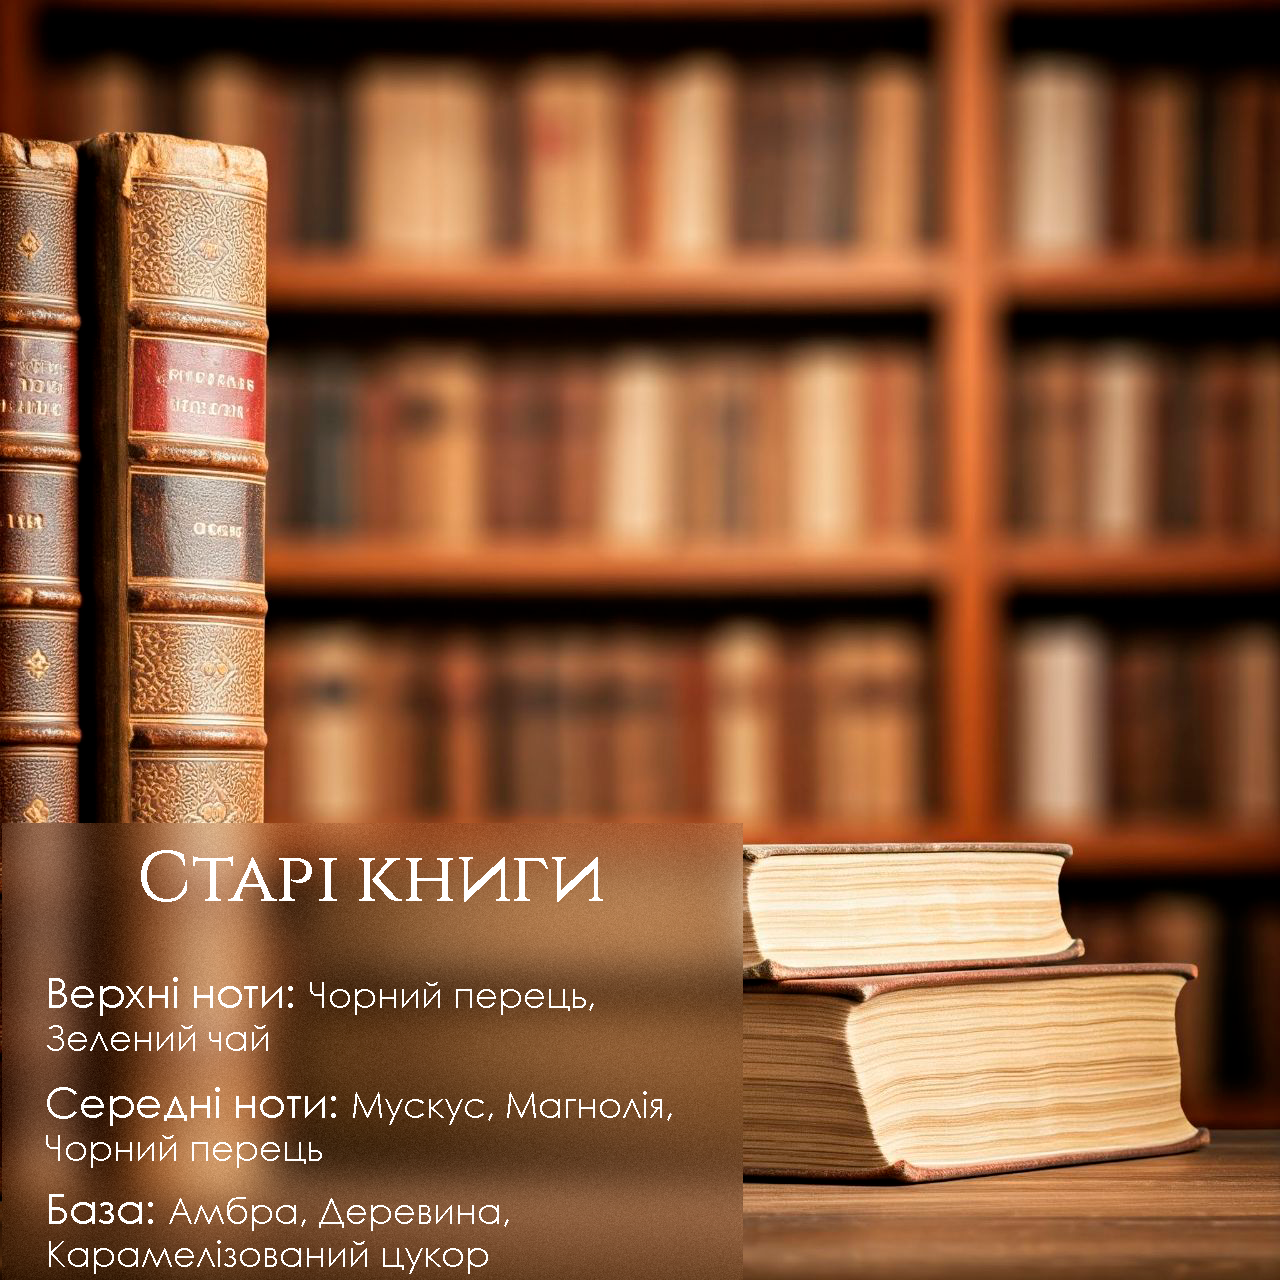 Старі книги
Верхні ноти: Чорний перець,
Зелений чай
Середні ноти: Мускус, Магнолія,
Чорний перець
База: Амбра, Деревина,
Карамелізований цукор